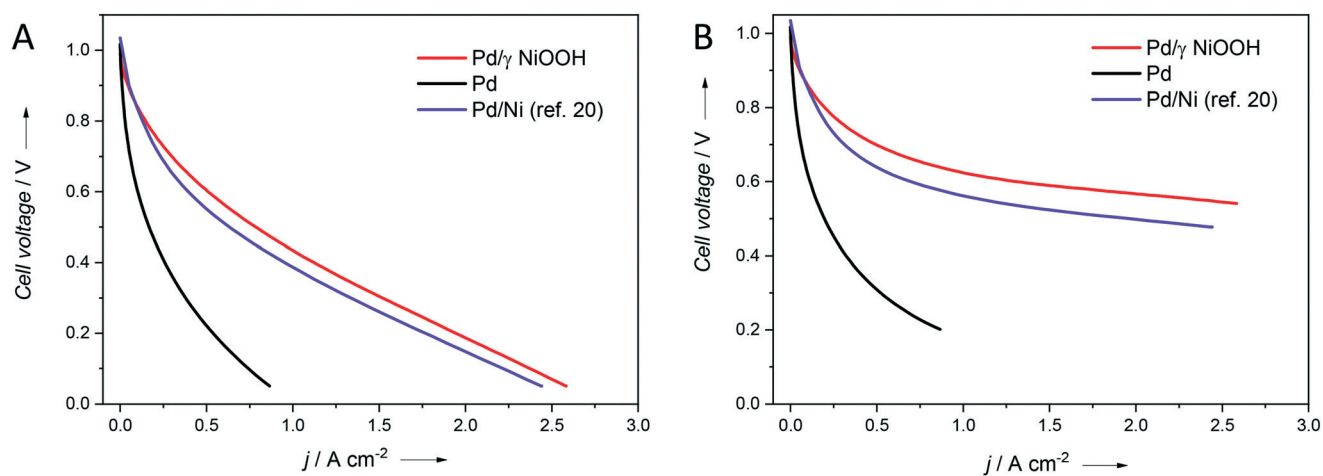 A
Pd/γ NiOOH
Pd
Pd/Ni (ref. 20)
Cell voltage / V
1.0
0.8
0.6
0.4
0.2
0.0
0.0 0.5 1.0 1.5 2.0 2.5 3.0
j / A cm⁻²
B
Pd/γ NiOOH
Pd
Pd/Ni (ref. 20)
Cell voltage / V
1.0
0.8
0.6
0.4
0.2
0.0
0.0 0.5 1.0 1.5 2.0 2.5 3.0
j / A cm⁻²